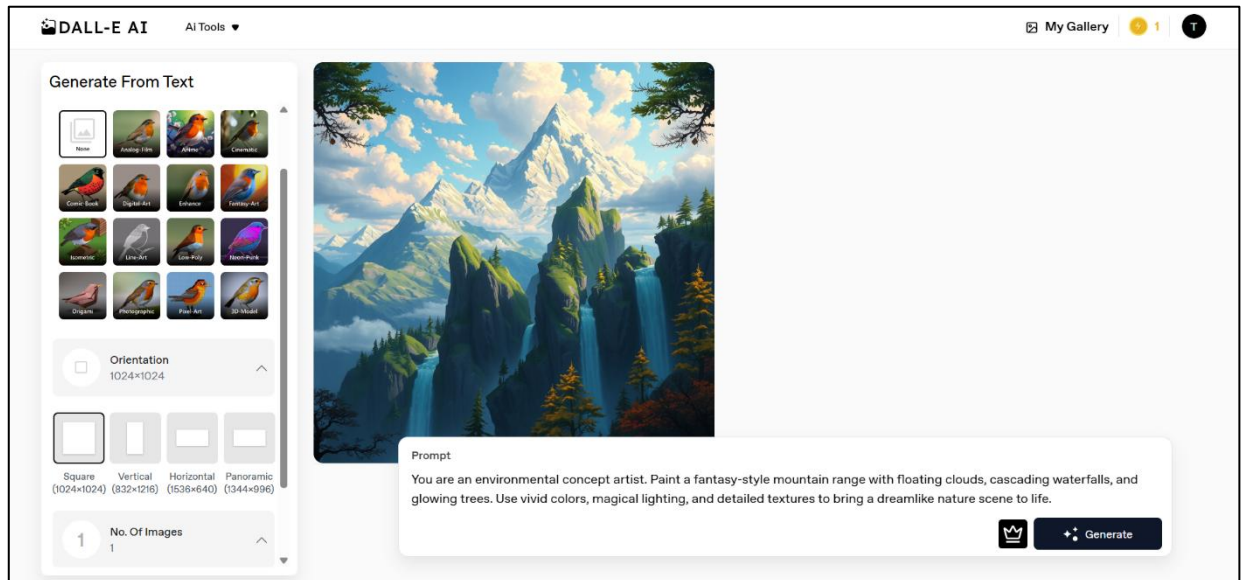 DALL-E AI
Ai Tools
My Gallery
1
T
Generate From Text
None
Analog-Film
Anime
Cinematic
Comic-Book
Digital-Art
Enhance
Fantasy-Art
Isometric
Line-Art
Low-Poly
Neon-Punk
Origami
Photographic
Pixel-Art
3D-Model
Orientation
1024×1024
Square
(1024×1024)
Vertical
(832×1216)
Horizontal
(1536×640)
Panoramic
(1344×996)
1
No. Of Images
1
Prompt
You are an environmental concept artist. Paint a fantasy-style mountain range with floating clouds, cascading waterfalls, and
glowing trees. Use vivid colors, magical lighting, and detailed textures to bring a dreamlike nature scene to life.
Generate